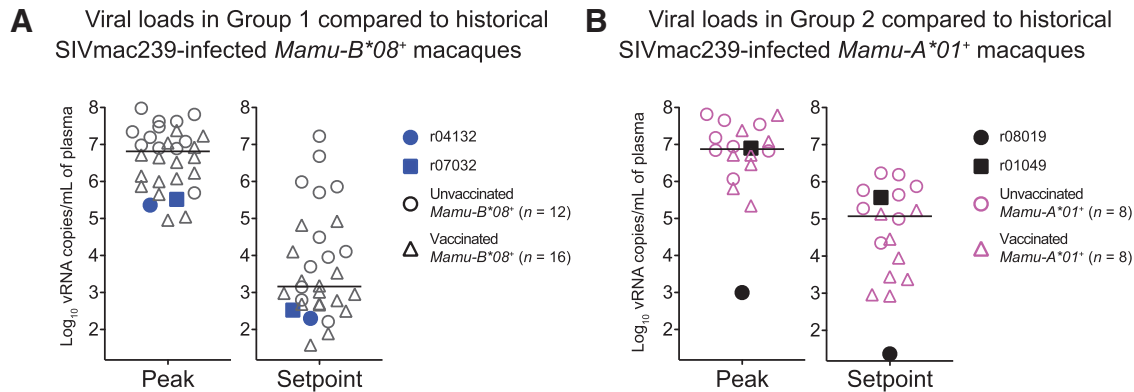 A
Viral loads in Group 1 compared to historical
SIVmac239-infected Mamu-B*08+ macaques
Log10 vRNA copies/mL of plasma
8
7
6
5
4
3
2
Peak
8
7
6
5
4
3
2
Setpoint
r04132
r07032
Unvaccinated
Mamu-B*08+ (n = 12)
Vaccinated
Mamu-B*08+ (n = 16)
B
Viral loads in Group 2 compared to historical
SIVmac239-infected Mamu-A*01+ macaques
Log10 vRNA copies/mL of plasma
8
7
6
5
4
3
2
Peak
8
7
6
5
4
3
2
Setpoint
r08019
r01049
Unvaccinated
Mamu-A*01+ (n = 8)
Vaccinated
Mamu-A*01+ (n = 8)